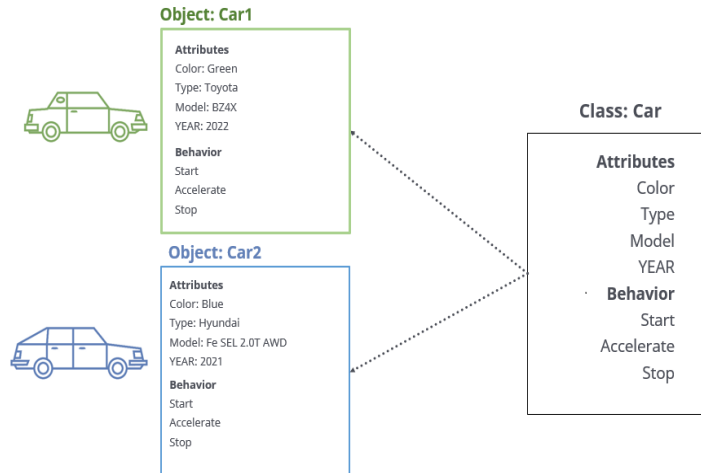 Object: Car1
Attributes
Color: Green
Type: Toyota
Model: BZ4X
YEAR: 2022
Behavior
Start
Accelerate
Stop
Object: Car2
Attributes
Color: Blue
Type: Hyundai
Model: Fe SEL 2.0T AWD
YEAR: 2021
Behavior
Start
Accelerate
Stop
Class: Car
Attributes
Color
Type
Model
YEAR
Behavior
Start
Accelerate
Stop